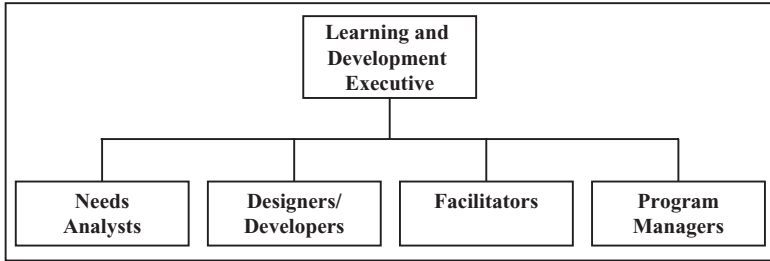 Learning and
Development
Executive
Needs
Analysts
Designers/
Developers
Facilitators
Program
Managers